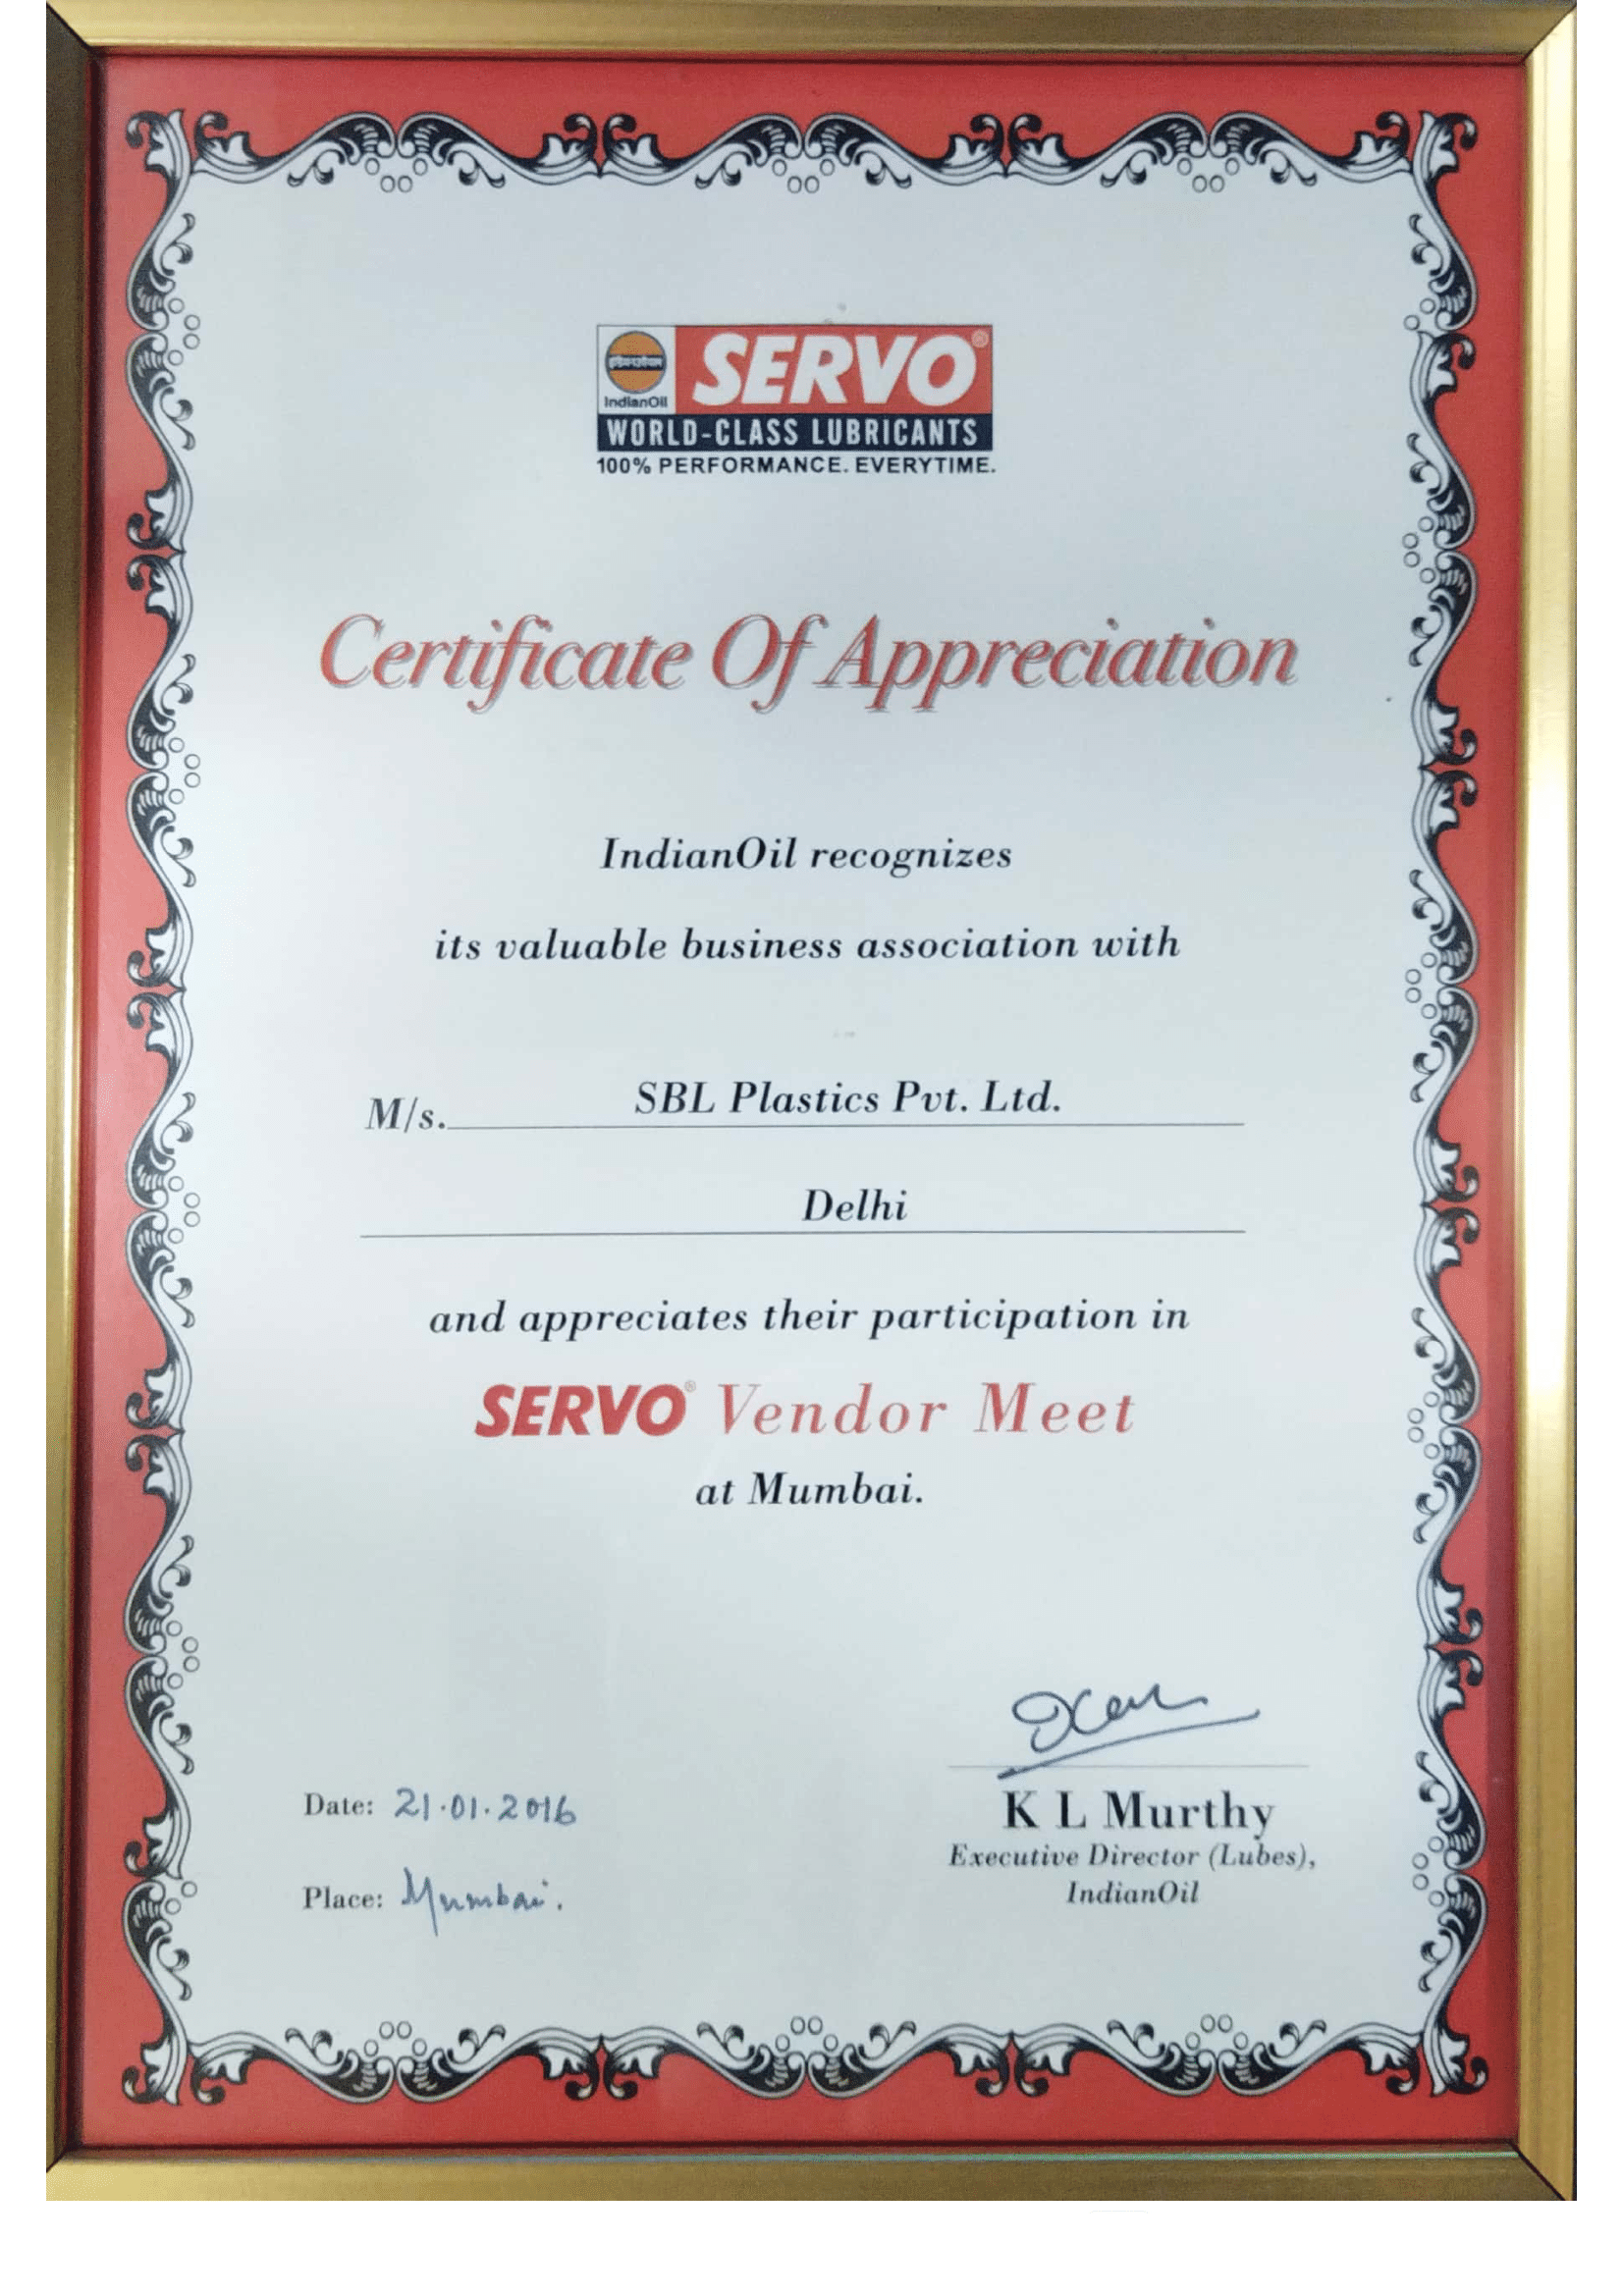 इंडियनऑयल
IndianOil
SERVO®
WORLD-CLASS LUBRICANTS
100% PERFORMANCE. EVERYTIME.
Certificate Of Appreciation
IndianOil recognizes
its valuable business association with
M/s. SBL Plastics Pvt. Ltd.
Delhi
and appreciates their participation in
SERVO® Vendor Meet
at Mumbai.
Date: 21.01.2016
K L Murthy
Executive Director (Lubes),
Place: Mumbai.
IndianOil